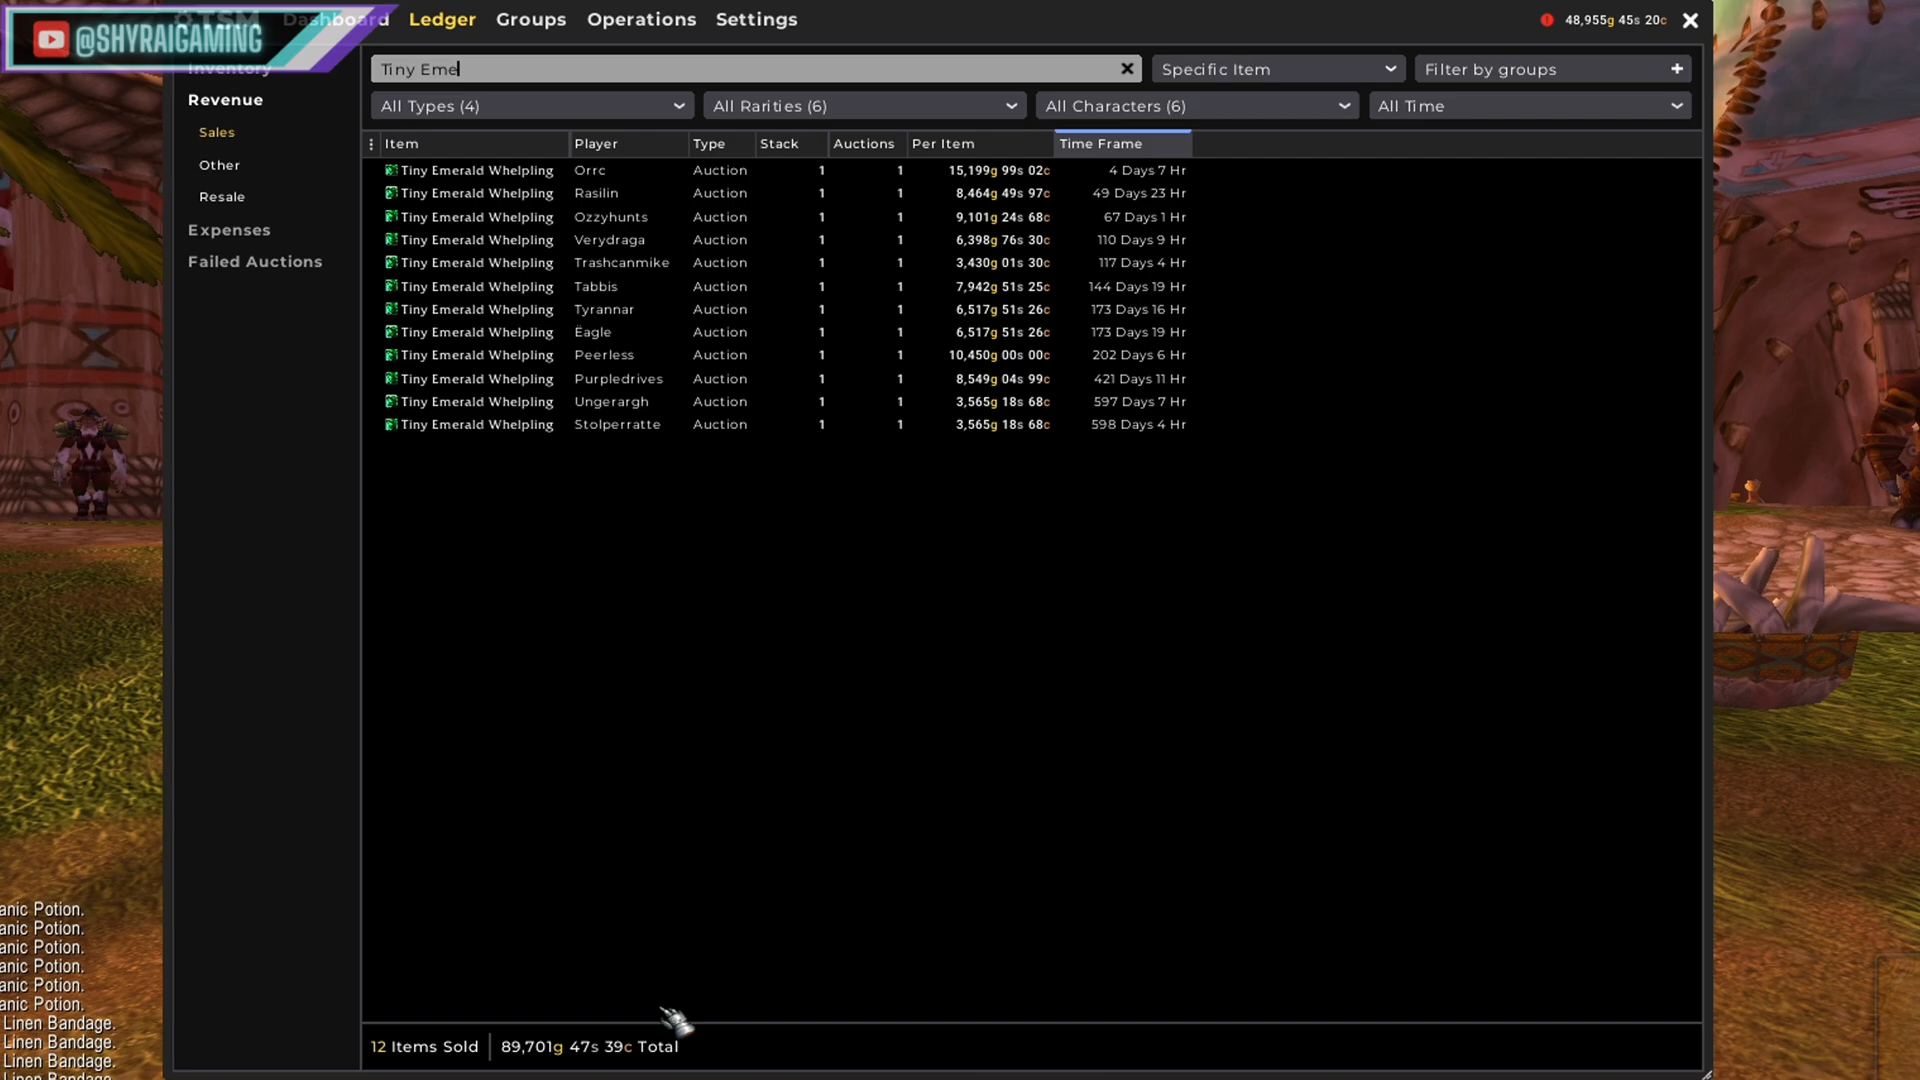 @SHYRAIGAMING
TSM Dashboard Ledger Groups Operations Settings 48,955g 45s 20c
Inventory
Revenue
Sales
Other
Resale
Expenses
Failed Auctions
Tiny Eme Specific Item Filter by groups
All Types (4) All Rarities (6) All Characters (6) All Time
Item Player Type Stack Auctions Per Item Time Frame
Tiny Emerald Whelpling Orrc Auction 1 1 15,199g 99s 02c 4 Days 7 Hr
Tiny Emerald Whelpling Rasilin Auction 1 1 8,464g 49s 97c 49 Days 23 Hr
Tiny Emerald Whelpling Ozzyhunts Auction 1 1 9,101g 24s 68c 67 Days 1 Hr
Tiny Emerald Whelpling Verydraga Auction 1 1 6,398g 76s 30c 110 Days 9 Hr
Tiny Emerald Whelpling Trashcanmike Auction 1 1 3,430g 01s 30c 117 Days 4 Hr
Tiny Emerald Whelpling Tabbis Auction 1 1 7,942g 51s 25c 144 Days 19 Hr
Tiny Emerald Whelpling Tyrannar Auction 1 1 6,517g 51s 26c 173 Days 16 Hr
Tiny Emerald Whelpling Ëagle Auction 1 1 6,517g 51s 26c 173 Days 19 Hr
Tiny Emerald Whelpling Peerless Auction 1 1 10,450g 00s 00c 202 Days 6 Hr
Tiny Emerald Whelpling Purpledrives Auction 1 1 8,549g 04s 99c 421 Days 11 Hr
Tiny Emerald Whelpling Ungerargh Auction 1 1 3,565g 18s 68c 597 Days 7 Hr
Tiny Emerald Whelpling Stolperratte Auction 1 1 3,565g 18s 68c 598 Days 4 Hr
anic Potion.
anic Potion.
anic Potion.
anic Potion.
anic Potion.
anic Potion.
Linen Bandage.
Linen Bandage.
Linen Bandage.
Linen Bandage.
12 Items Sold 89,701g 47s 39c Total